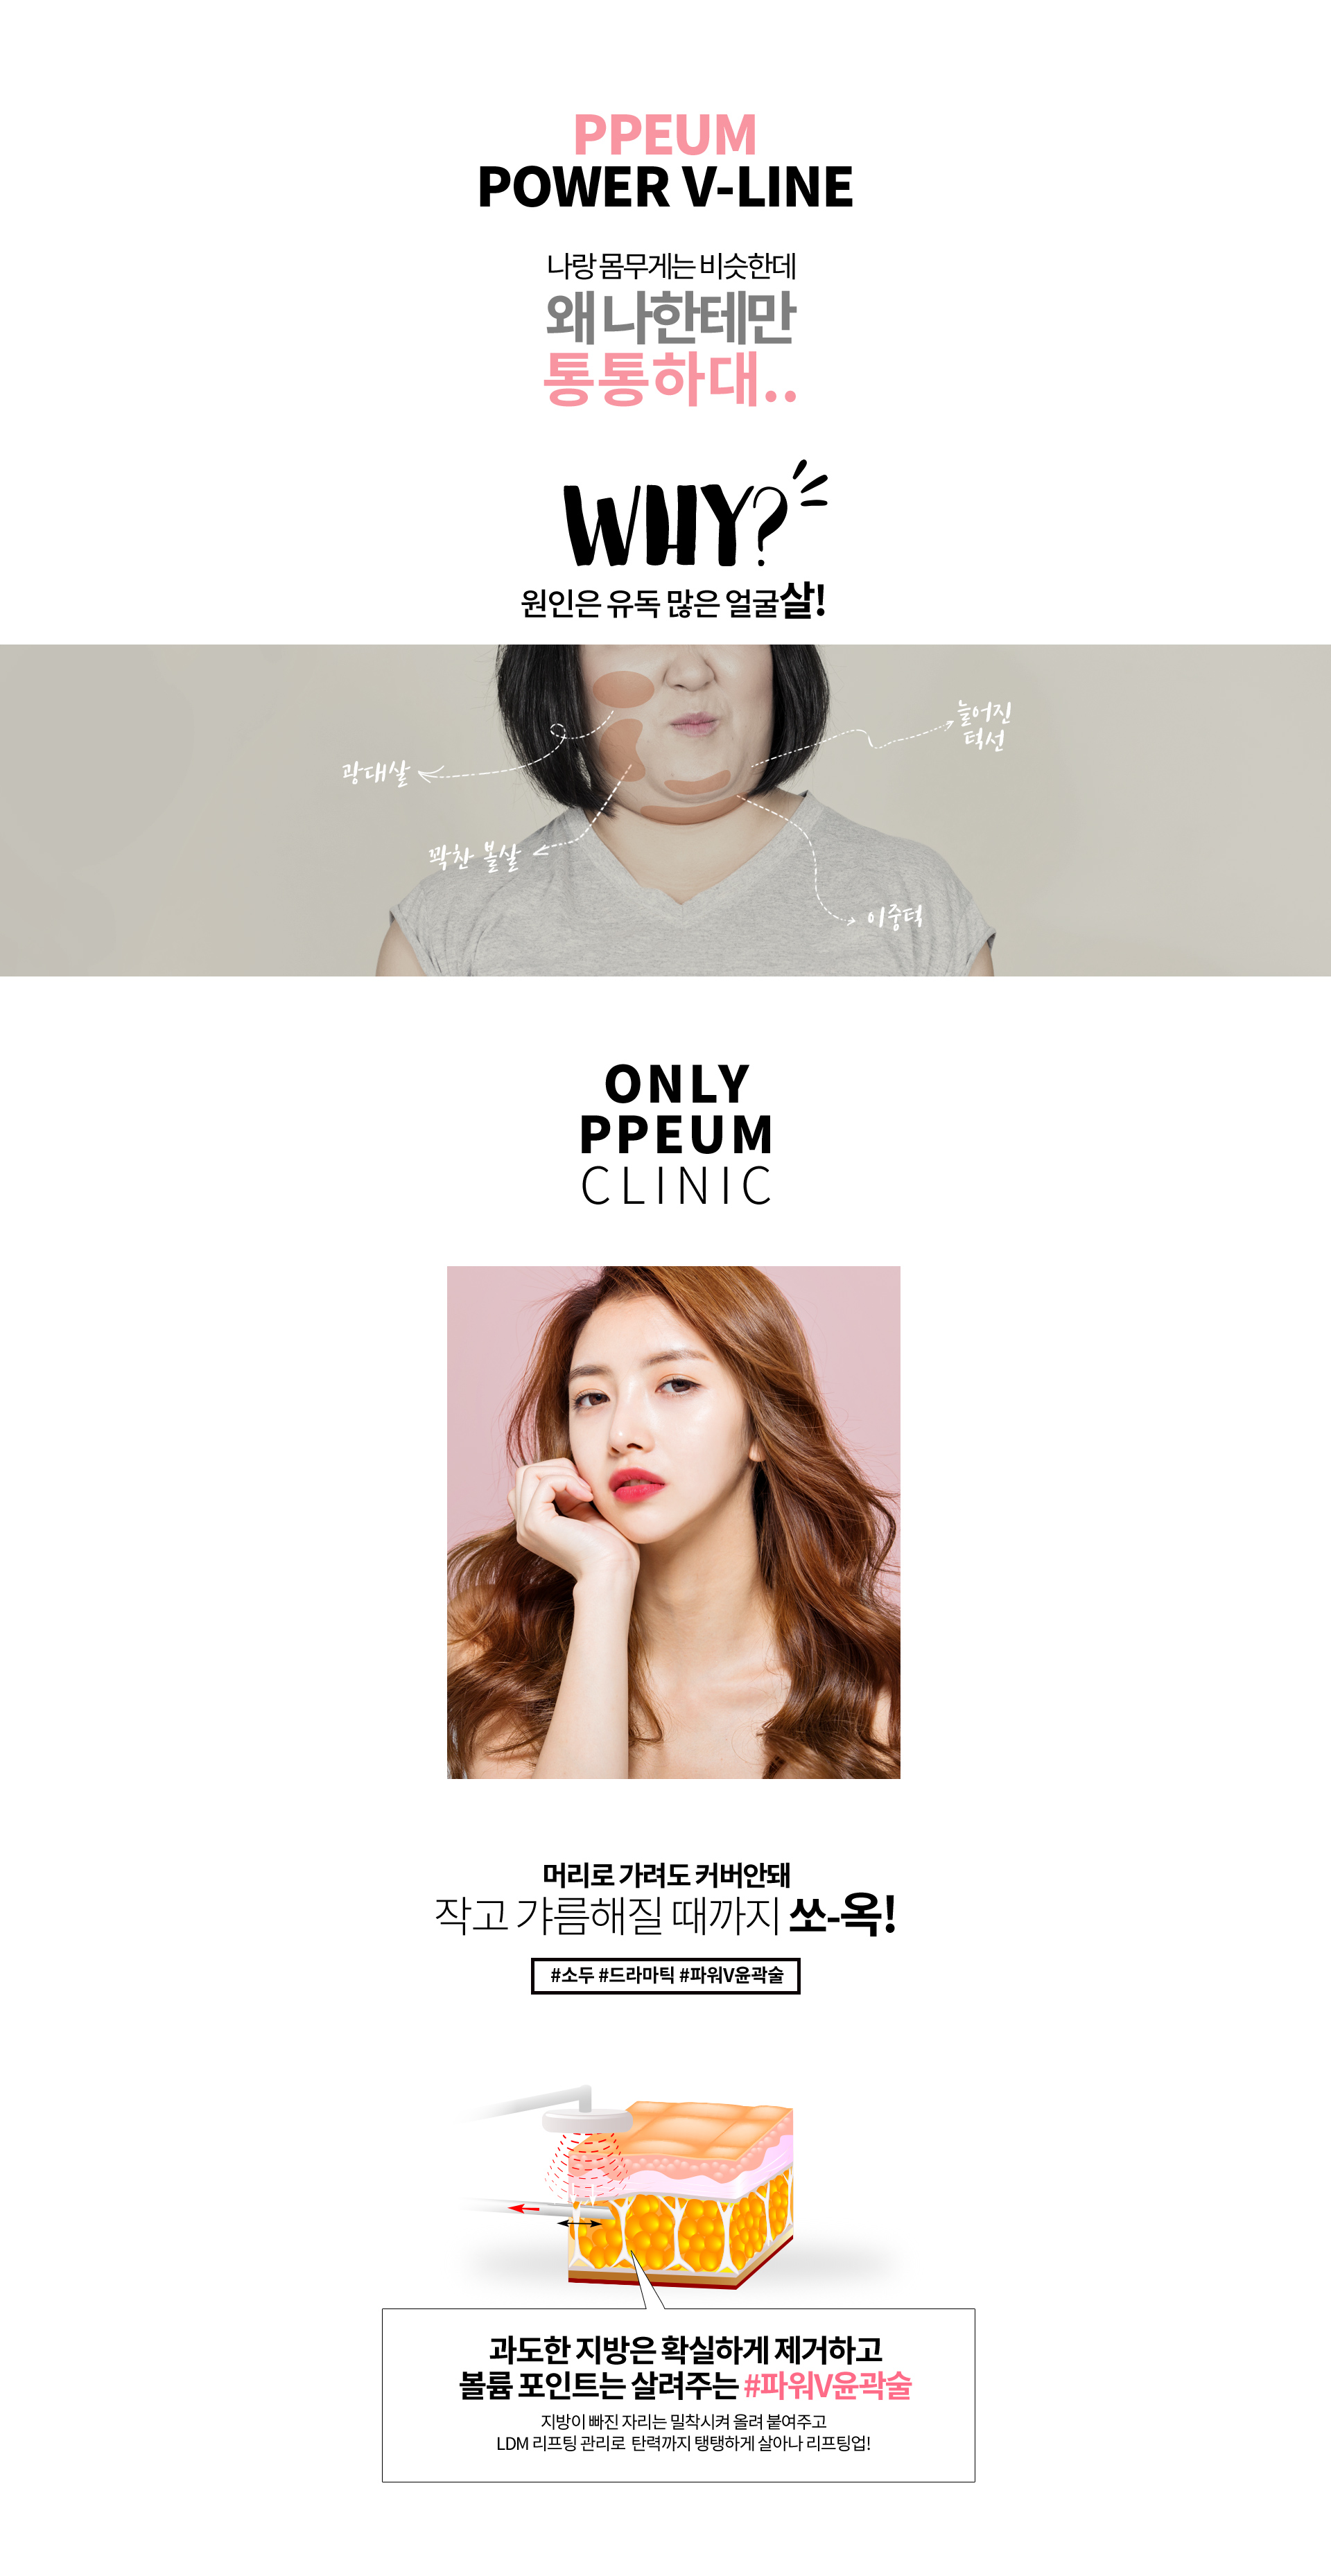 PPEUM
POWER V-LINE
나랑 몸무게는 비슷한데
왜 나한테만
통통하대..
WHY?
원인은 유독 많은 얼굴살!
늘어진
턱선
광대살
꽉찬 볼살
이중턱
ONLY
PPEUM
CLINIC
머리로 가려도 커버안돼
작고 갸름해질 때까지 쏘-옥!
#소두 #드라마틱 #파워V윤곽술
과도한 지방은 확실하게 제거하고
볼륨 포인트는 살려주는 #파워V윤곽술
지방이 빠진 자리는 밀착시켜 올려 붙여주고
LDM 리프팅 관리로 탄력까지 탱탱하게 살아나 리프팅업!